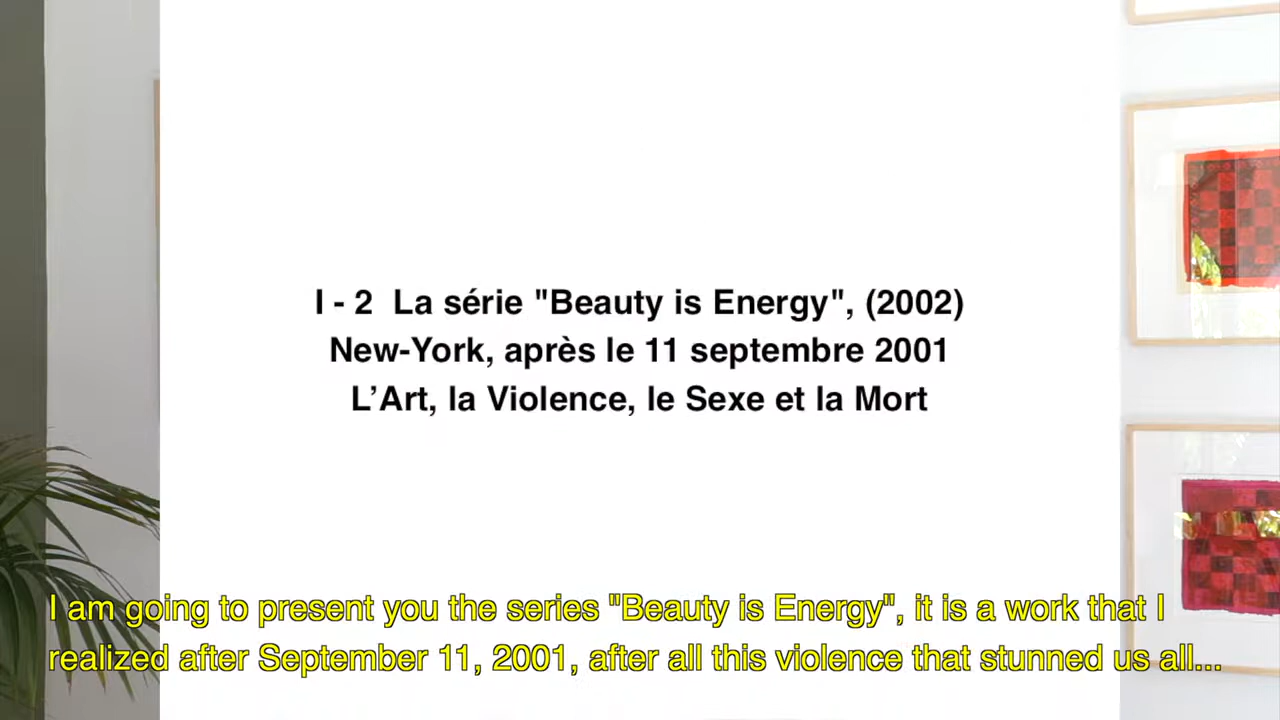 I - 2  La série "Beauty is Energy", (2002)
New-York, après le 11 septembre 2001
L’Art, la Violence, le Sexe et la Mort
I am going to present you the series "Beauty is Energy", it is a work that I
realized after September 11, 2001, after all this violence that stunned us all...